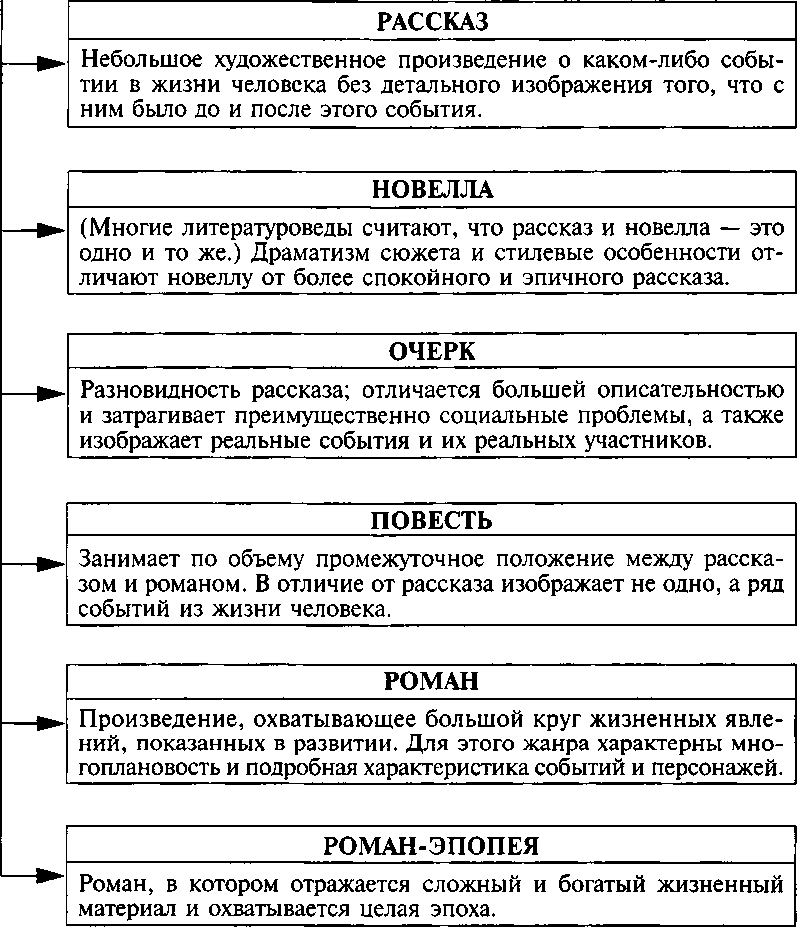 РАССКАЗ
Небольшое художественное произведение о каком-либо собы-
тии в жизни человека без детального изображения того, что с
ним было до и после этого события.
НОВЕЛЛА
(Многие литературоведы считают, что рассказ и новелла — это
одно и то же.) Драматизм сюжета и стилевые особенности от-
личают новеллу от более спокойного и эпичного рассказа.
ОЧЕРК
Разновидность рассказа; отличается большей описательностью
и затрагивает преимущественно социальные проблемы, а также
изображает реальные события и их реальных участников.
ПОВЕСТЬ
Занимает по объему промежуточное положение между расска-
зом и романом. В отличие от рассказа изображает не одно, а ряд
событий из жизни человека.
РОМАН
Произведение, охватывающее большой круг жизненных явле-
ний, показанных в развитии. Для этого жанра характерны мно-
гоплановость и подробная характеристика событий и персонажей.
РОМАН-ЭПОПЕЯ
Роман, в котором отражается сложный и богатый жизненный
материал и охватывается целая эпоха.